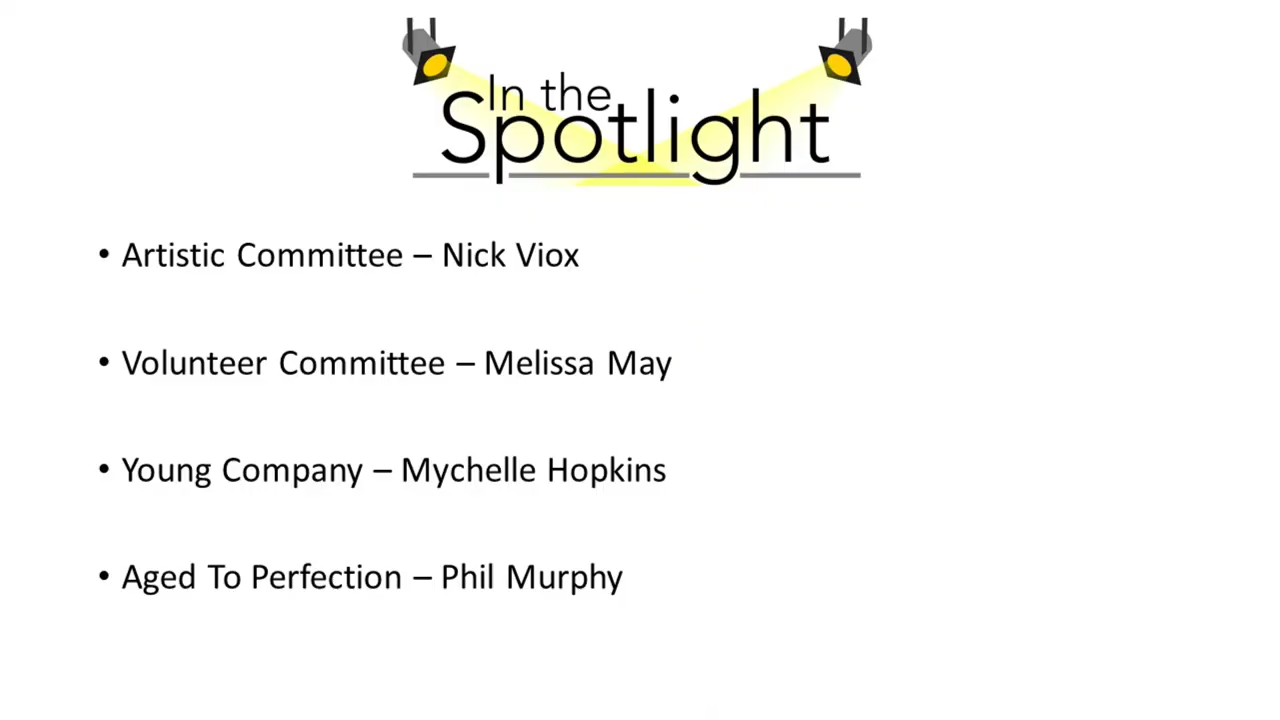 In the
Spotlight
• Artistic Committee – Nick Viox
• Volunteer Committee – Melissa May
• Young Company – Mychelle Hopkins
• Aged To Perfection – Phil Murphy